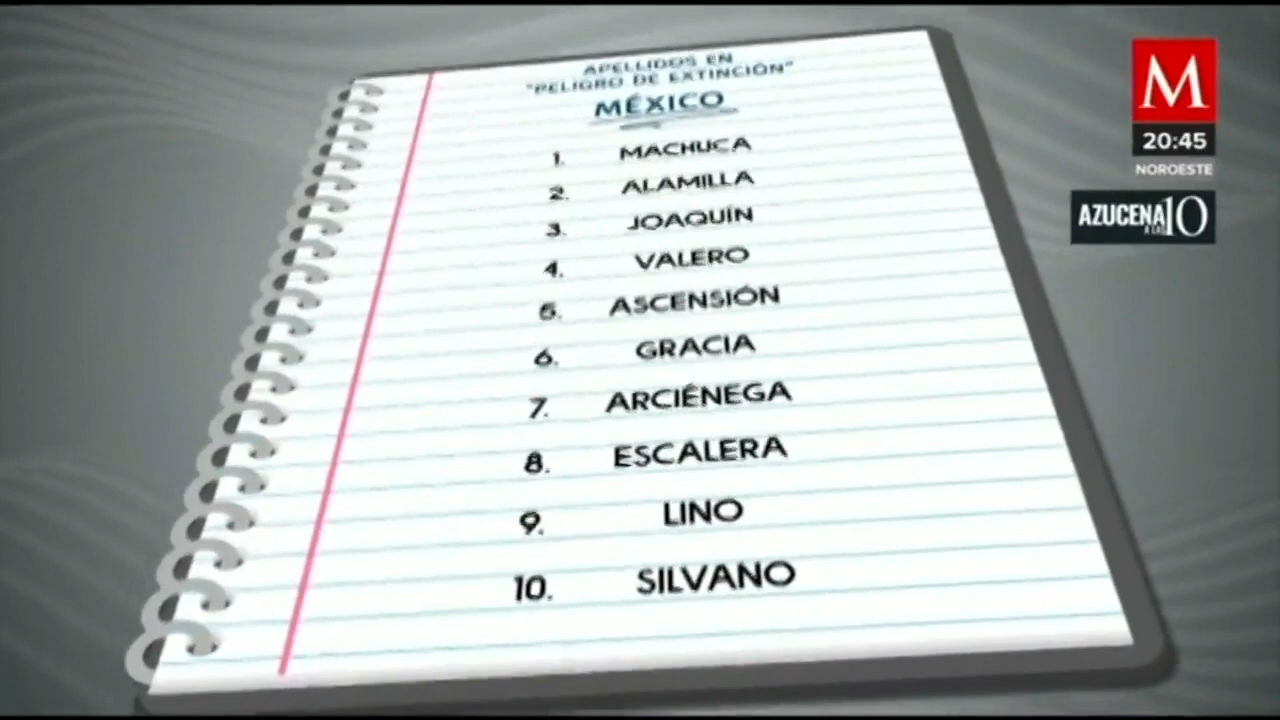 APELLIDOS EN
"PELIGRO DE EXTINCIÓN"
MÉXICO
1. MACHUCA
2. ALAMILLA
3. JOAQUÍN
4. VALERO
5. ASCENSIÓN
6. GRACIA
7. ARCIÉNEGA
8. ESCALERA
9. LINO
10. SILVANO
M
20:45
NOROESTE
AZUCENA A LAS 10